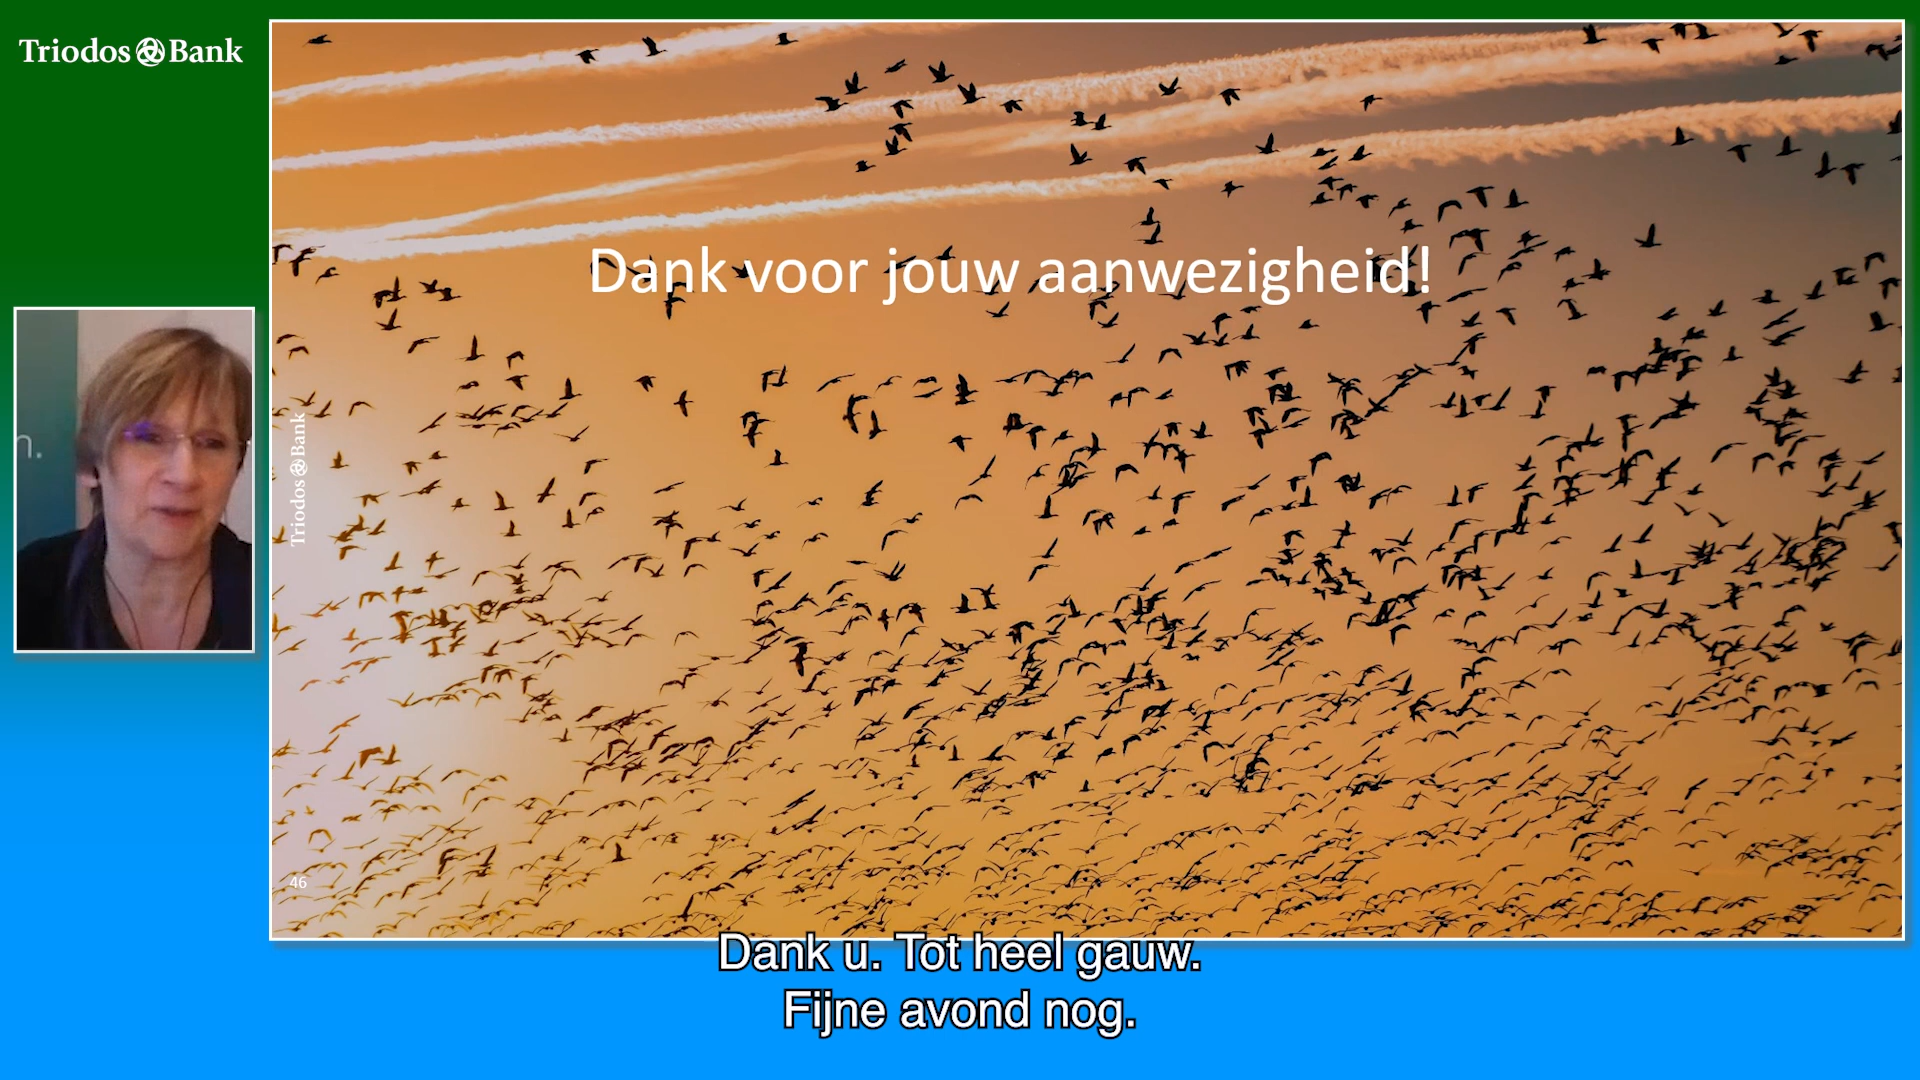 Triodos Bank
Dank voor jouw aanwezigheid!
n.
Triodos Bank
46
Dank u. Tot heel gauw.
Fijne avond nog.